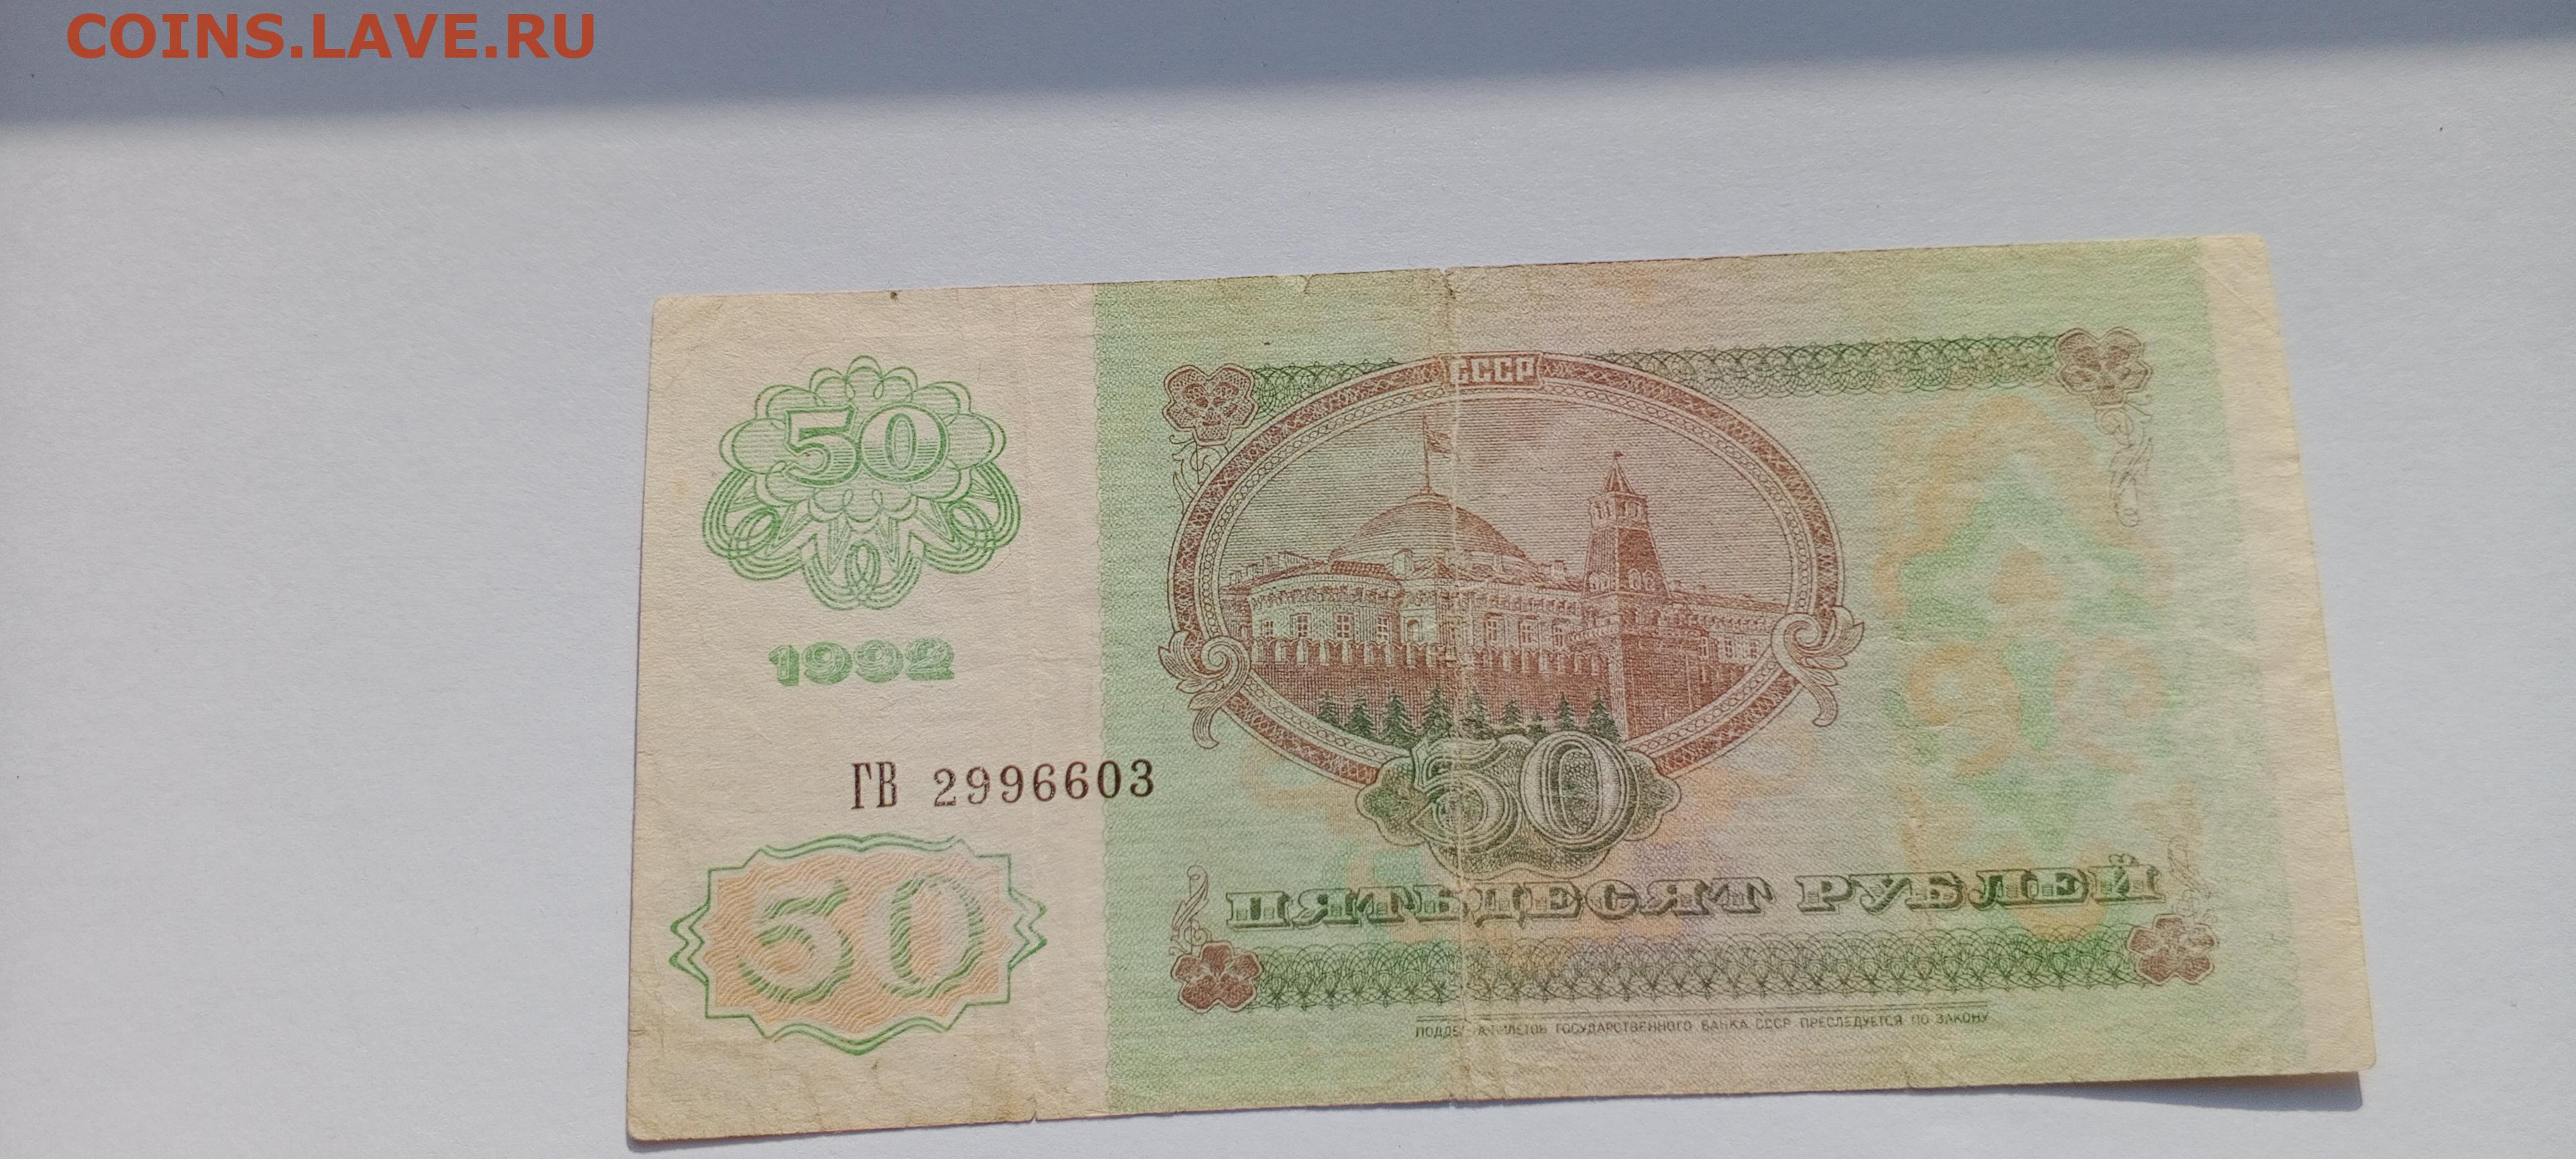 COINS.LAVE.RU
СССР
50
1992
ГВ 2996603
50
50
ПЯТЬДЕСЯТ РУБЛЕЙ
БИЛЕТОВ ГОСУДАРСТВЕННОГО БАНКА СССР ПРЕСЛЕДУЕТСЯ ПО ЗАКОНУ